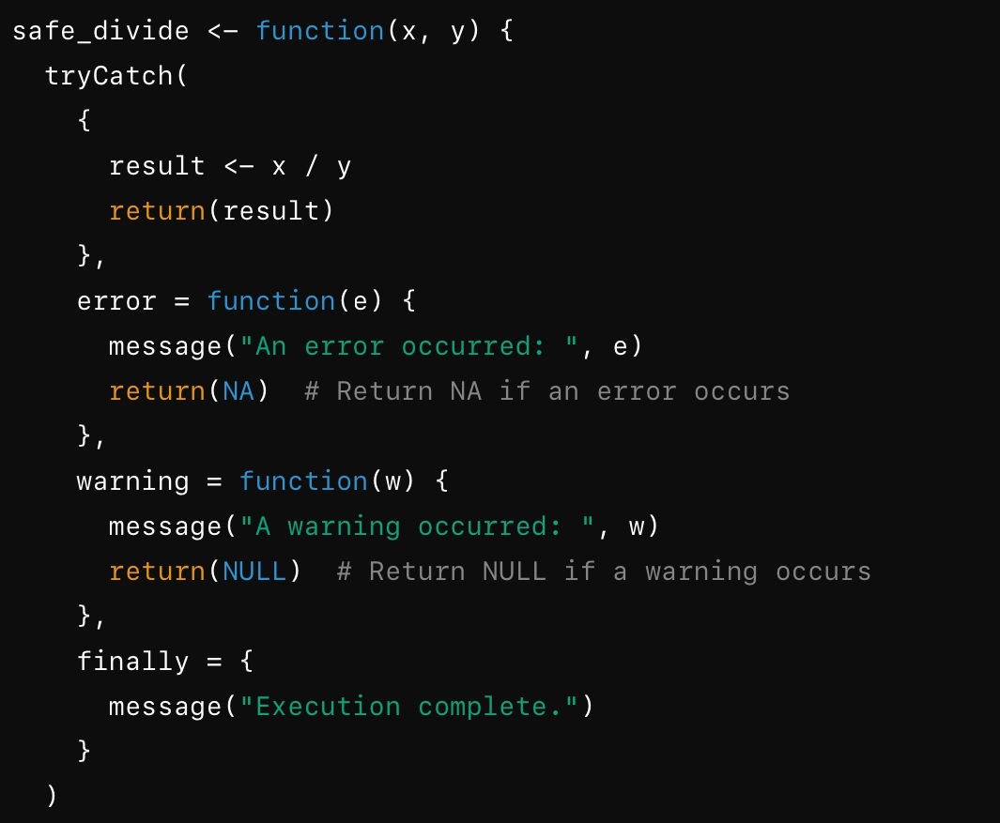 safe_divide <- function(x, y) {
  tryCatch(
    {
      result <- x / y
      return(result)
    },
    error = function(e) {
      message("An error occurred: ", e)
      return(NA)  # Return NA if an error occurs
    },
    warning = function(w) {
      message("A warning occurred: ", w)
      return(NULL)  # Return NULL if a warning occurs
    },
    finally = {
      message("Execution complete.")
    }
  )